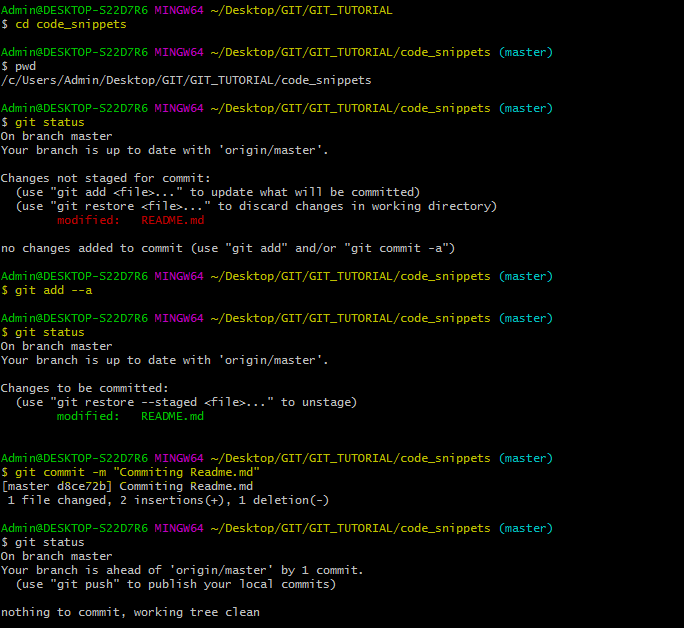 Admin@DESKTOP-S22D7R6 MINGW64 ~/Desktop/GIT/GIT_TUTORIAL
$ cd code_snippets
Admin@DESKTOP-S22D7R6 MINGW64 ~/Desktop/GIT/GIT_TUTORIAL/code_snippets (master)
$ pwd
/c/Users/Admin/Desktop/GIT/GIT_TUTORIAL/code_snippets
Admin@DESKTOP-S22D7R6 MINGW64 ~/Desktop/GIT/GIT_TUTORIAL/code_snippets (master)
$ git status
On branch master
Your branch is up to date with 'origin/master'.
Changes not staged for commit:
  (use "git add <file>..." to update what will be committed)
  (use "git restore <file>..." to discard changes in working directory)
        modified:   README.md
no changes added to commit (use "git add" and/or "git commit -a")
Admin@DESKTOP-S22D7R6 MINGW64 ~/Desktop/GIT/GIT_TUTORIAL/code_snippets (master)
$ git add --a
Admin@DESKTOP-S22D7R6 MINGW64 ~/Desktop/GIT/GIT_TUTORIAL/code_snippets (master)
$ git status
On branch master
Your branch is up to date with 'origin/master'.
Changes to be committed:
  (use "git restore --staged <file>..." to unstage)
        modified:   README.md
Admin@DESKTOP-S22D7R6 MINGW64 ~/Desktop/GIT/GIT_TUTORIAL/code_snippets (master)
$ git commit -m "Commiting Readme.md"
[master d8ce72b] Commiting Readme.md
 1 file changed, 2 insertions(+), 1 deletion(-)
Admin@DESKTOP-S22D7R6 MINGW64 ~/Desktop/GIT/GIT_TUTORIAL/code_snippets (master)
$ git status
On branch master
Your branch is ahead of 'origin/master' by 1 commit.
  (use "git push" to publish your local commits)
nothing to commit, working tree clean